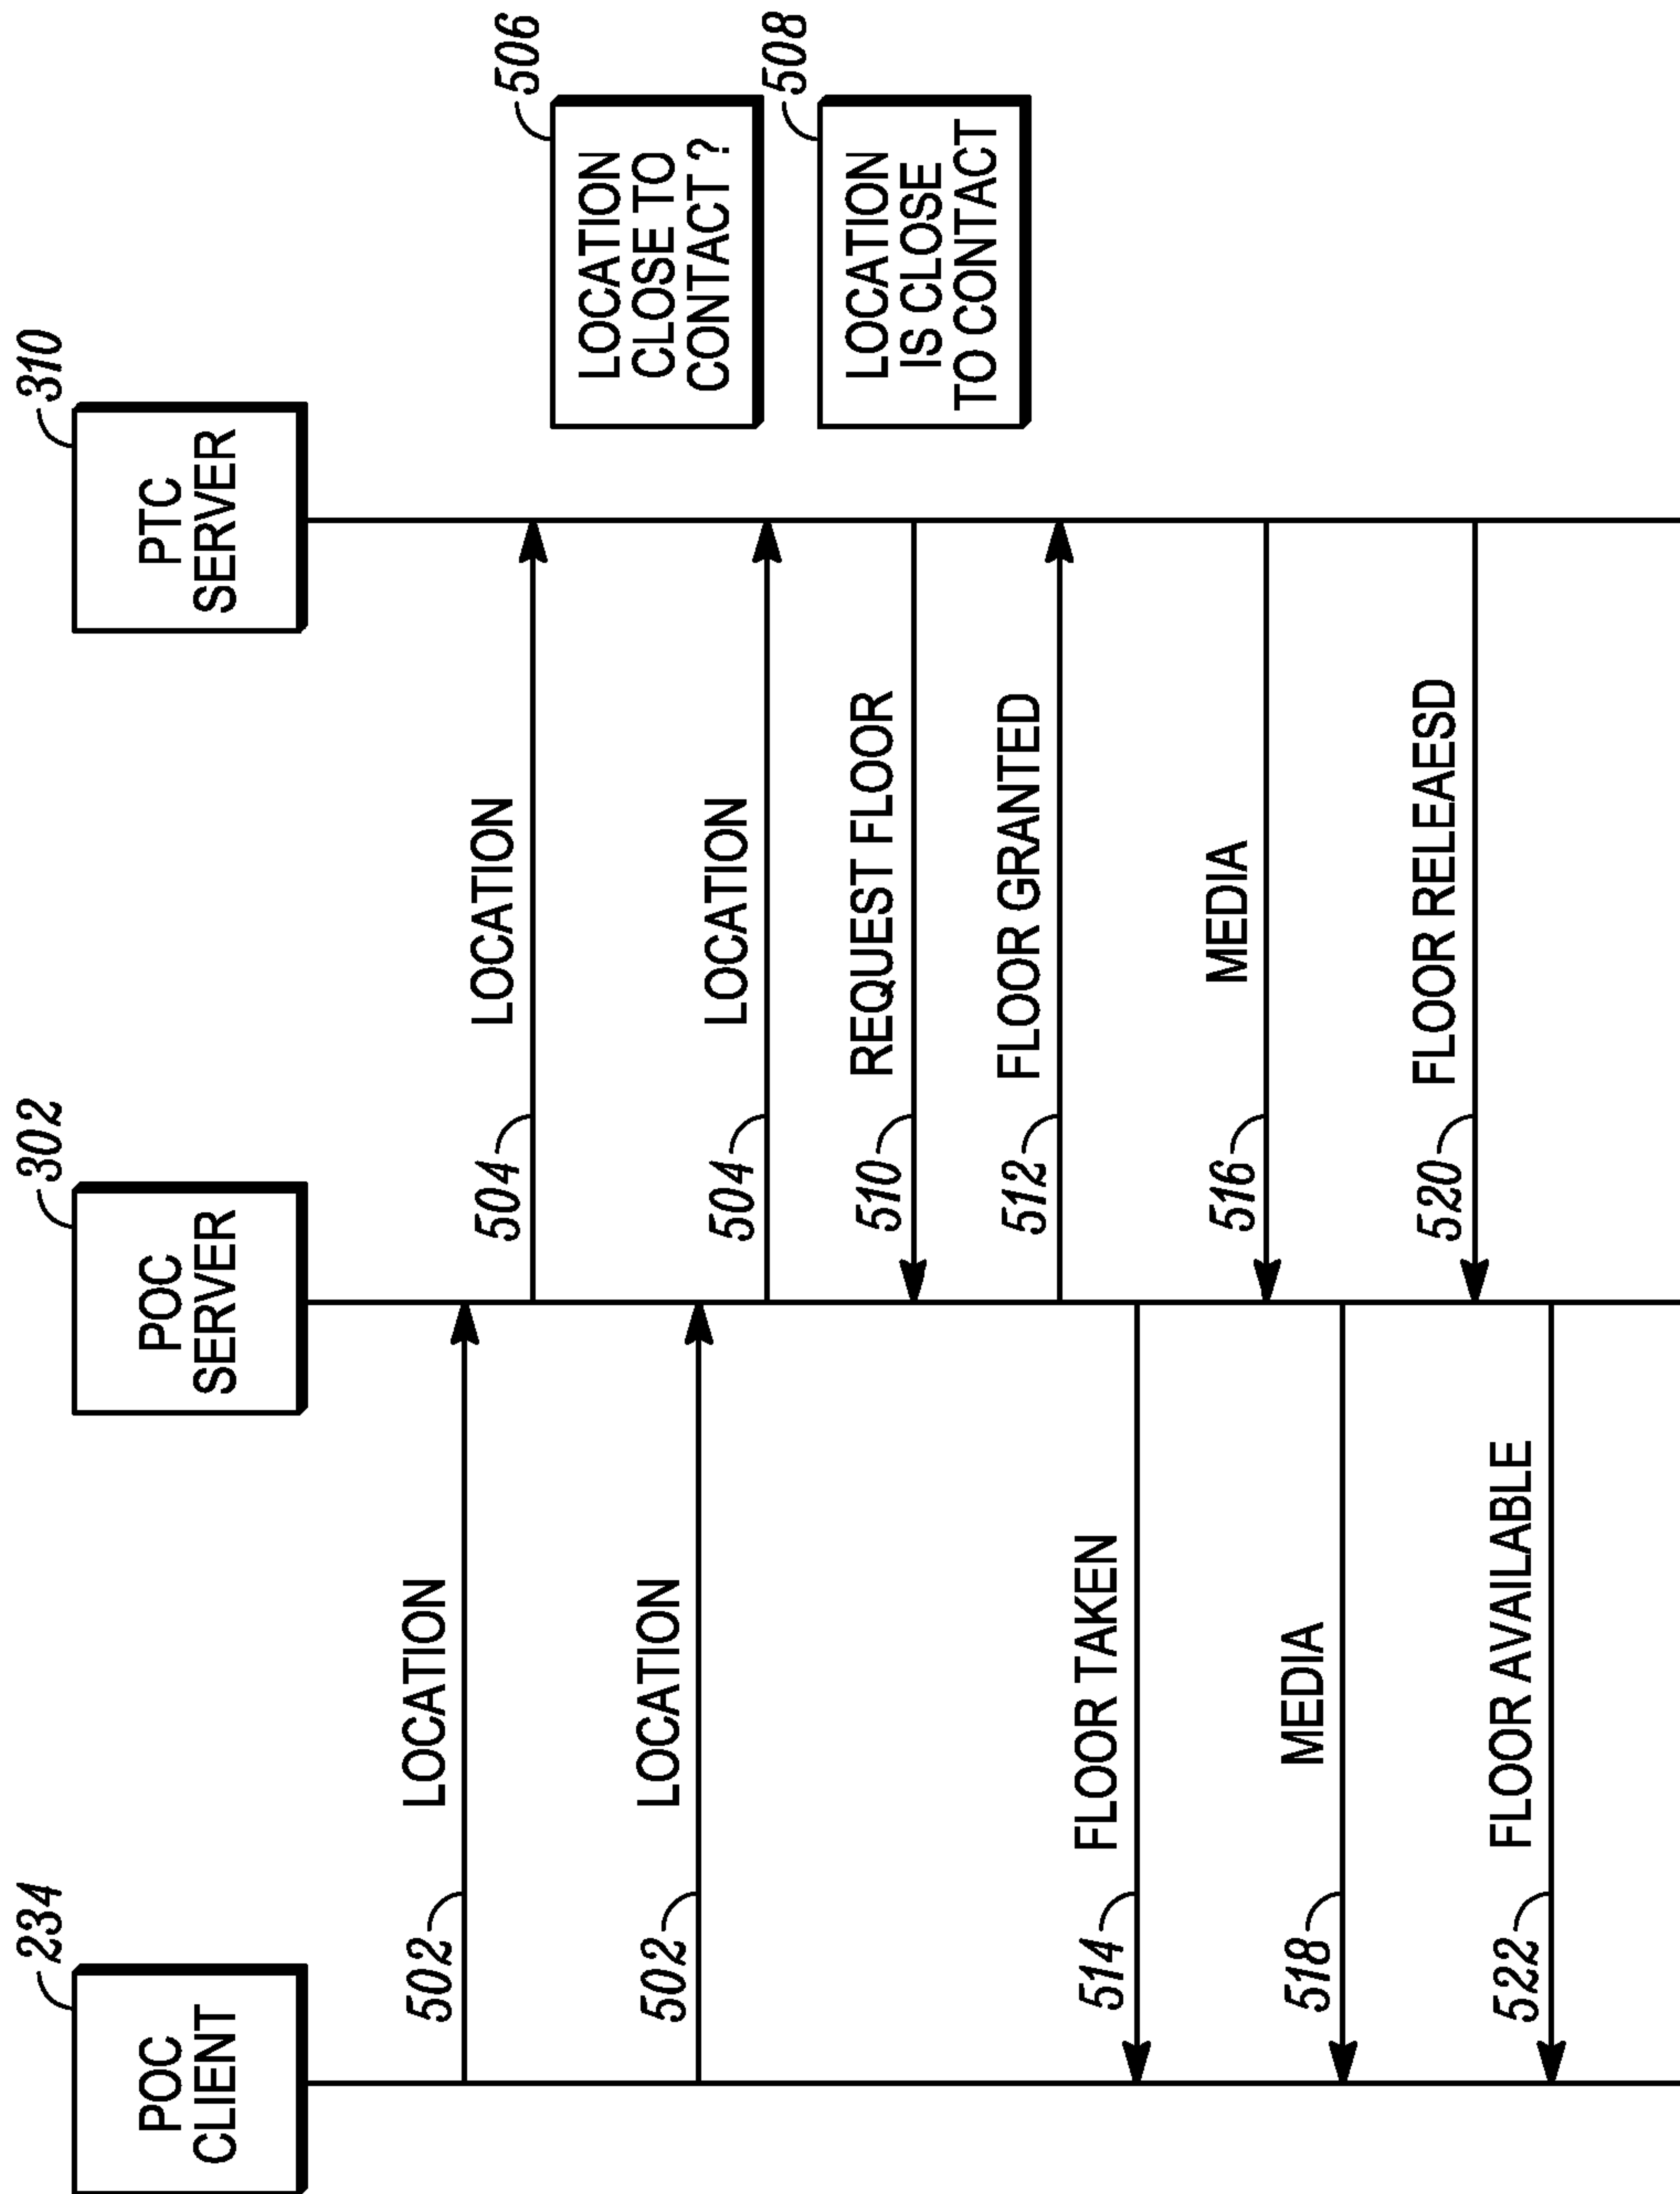 234
302
310
POC
CLIENT
POC
SERVER
PTC
SERVER
502
LOCATION
504
LOCATION
506
LOCATION
CLOSE TO
CONTACT ?
502
LOCATION
504
LOCATION
508
LOCATION
IS CLOSE
TO CONTACT
510
REQUEST FLOOR
512
FLOOR GRANTED
514
FLOOR TAKEN
516
MEDIA
518
MEDIA
520
FLOOR RELEAESD
522
FLOOR AVAILABLE